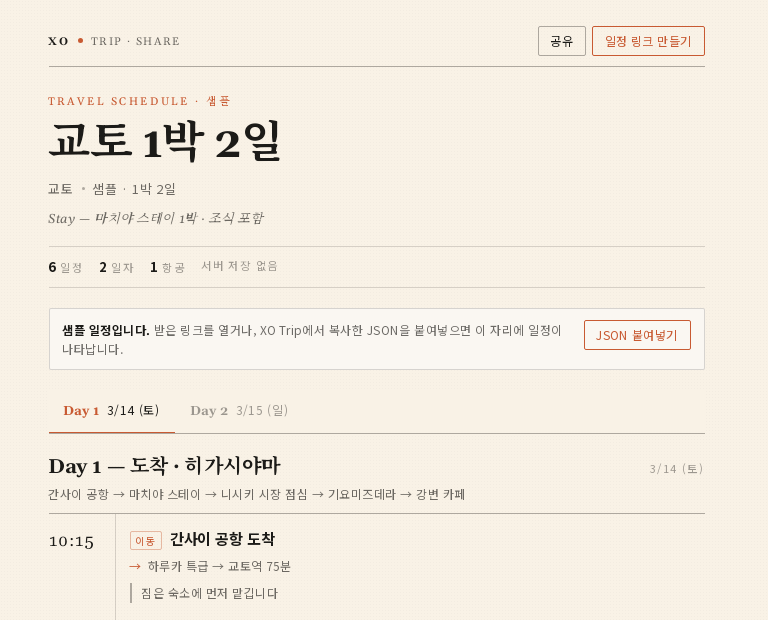 XO • TRIP · SHARE
공유
일정 링크 만들기
TRAVEL SCHEDULE · 샘플
교토 1박 2일
교토 • 샘플 · 1박 2일
Stay — 마치야 스테이 1박 · 조식 포함
6 일정 2 일자 1 항공 서버 저장 없음
샘플 일정입니다. 받은 링크를 열거나, XO Trip에서 복사한 JSON을 붙여넣으면 이 자리에 일정이
나타납니다.
JSON 붙여넣기
Day 1 3/14 (토) Day 2 3/15 (일)
Day 1 — 도착 · 히가시야마
3/14 (토)
간사이 공항 → 마치야 스테이 → 니시키 시장 점심 → 기요미즈데라 → 강변 카페
10:15 이동 간사이 공항 도착
→ 하루카 특급 → 교토역 75분
짐은 숙소에 먼저 맡깁니다